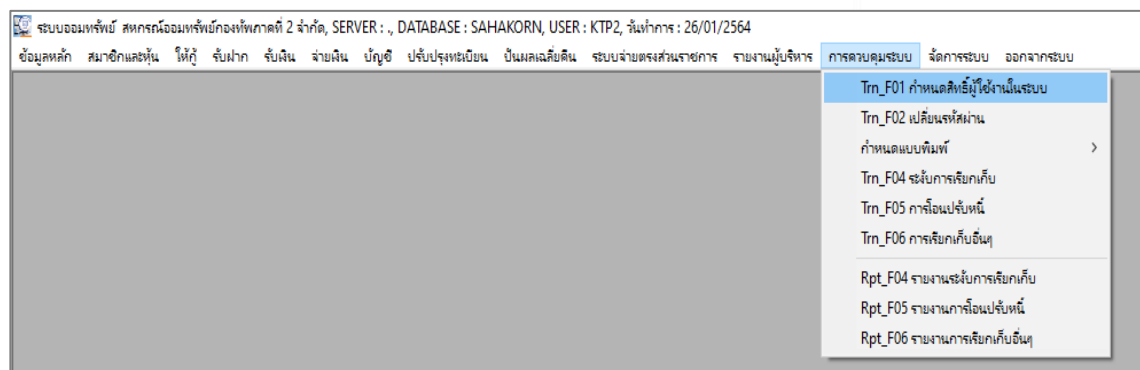 ระบบออมทรัพย์ สหกรณ์ออมทรัพย์กองทัพภาคที่ 2 จำกัด, SERVER : ., DATABASE : SAHAKORN, USER : KTP2, วันทำการ : 26/01/2564
ข้อมูลหลัก สมาชิกและหุ้น ให้กู้ รับฝาก รับเงิน จ่ายเงิน บัญชี ปรับปรุงทะเบียน ปันผลเฉลี่ยคืน ระบบจ่ายตรงส่วนราชการ รายงานผู้บริหาร การควบคุมระบบ จัดการระบบ ออกจากระบบ
Trn_F01 กำหนดสิทธิ์ผู้ใช้งานในระบบ
Trn_F02 เปลี่ยนรหัสผ่าน
กำหนดแบบพิมพ์
Trn_F04 ระงับการเรียกเก็บ
Trn_F05 การโอนปรับหนี้
Trn_F06 การเรียกเก็บอื่นๆ
Rpt_F04 รายงานระงับการเรียกเก็บ
Rpt_F05 รายงานการโอนปรับหนี้
Rpt_F06 รายงานการเรียกเก็บอื่นๆ